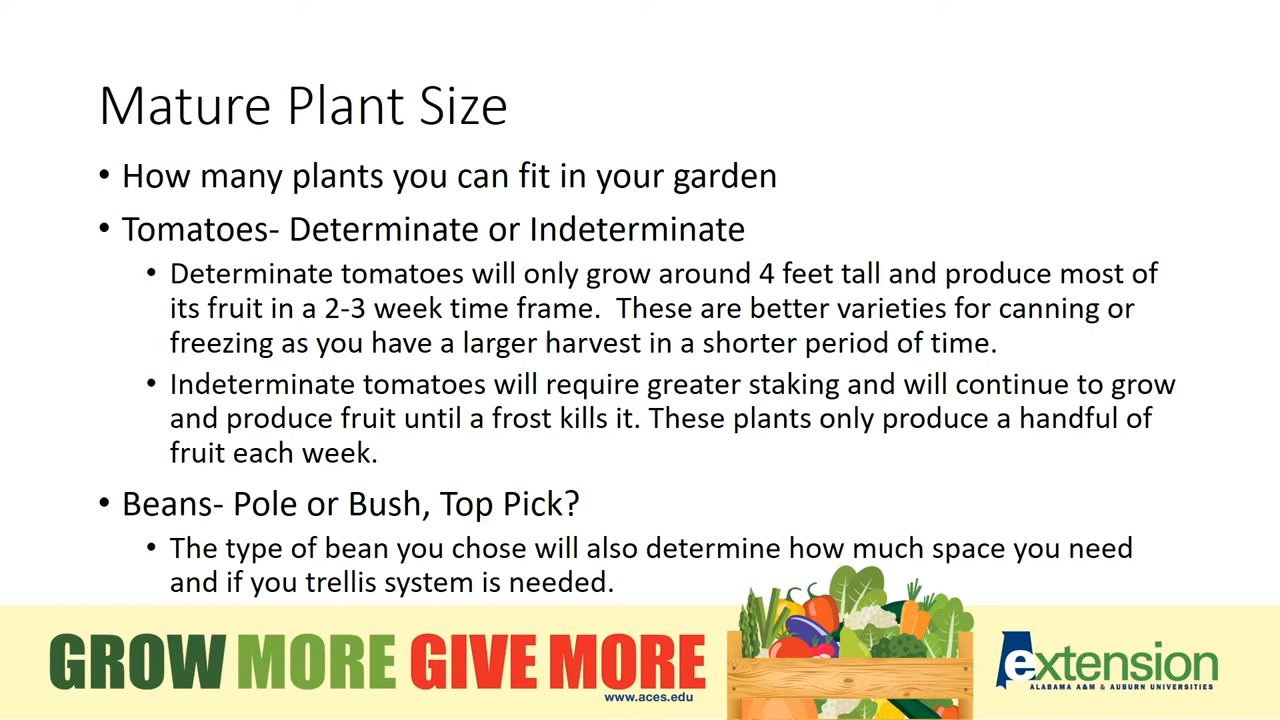 Mature Plant Size
• How many plants you can fit in your garden
• Tomatoes- Determinate or Indeterminate
• Determinate tomatoes will only grow around 4 feet tall and produce most of
its fruit in a 2-3 week time frame.  These are better varieties for canning or
freezing as you have a larger harvest in a shorter period of time.
• Indeterminate tomatoes will require greater staking and will continue to grow
and produce fruit until a frost kills it. These plants only produce a handful of
fruit each week.
• Beans- Pole or Bush, Top Pick?
• The type of bean you chose will also determine how much space you need
and if you trellis system is needed.
GROW MORE GIVE MORE
www.aces.edu
extension
ALABAMA A&M & AUBURN UNIVERSITIES